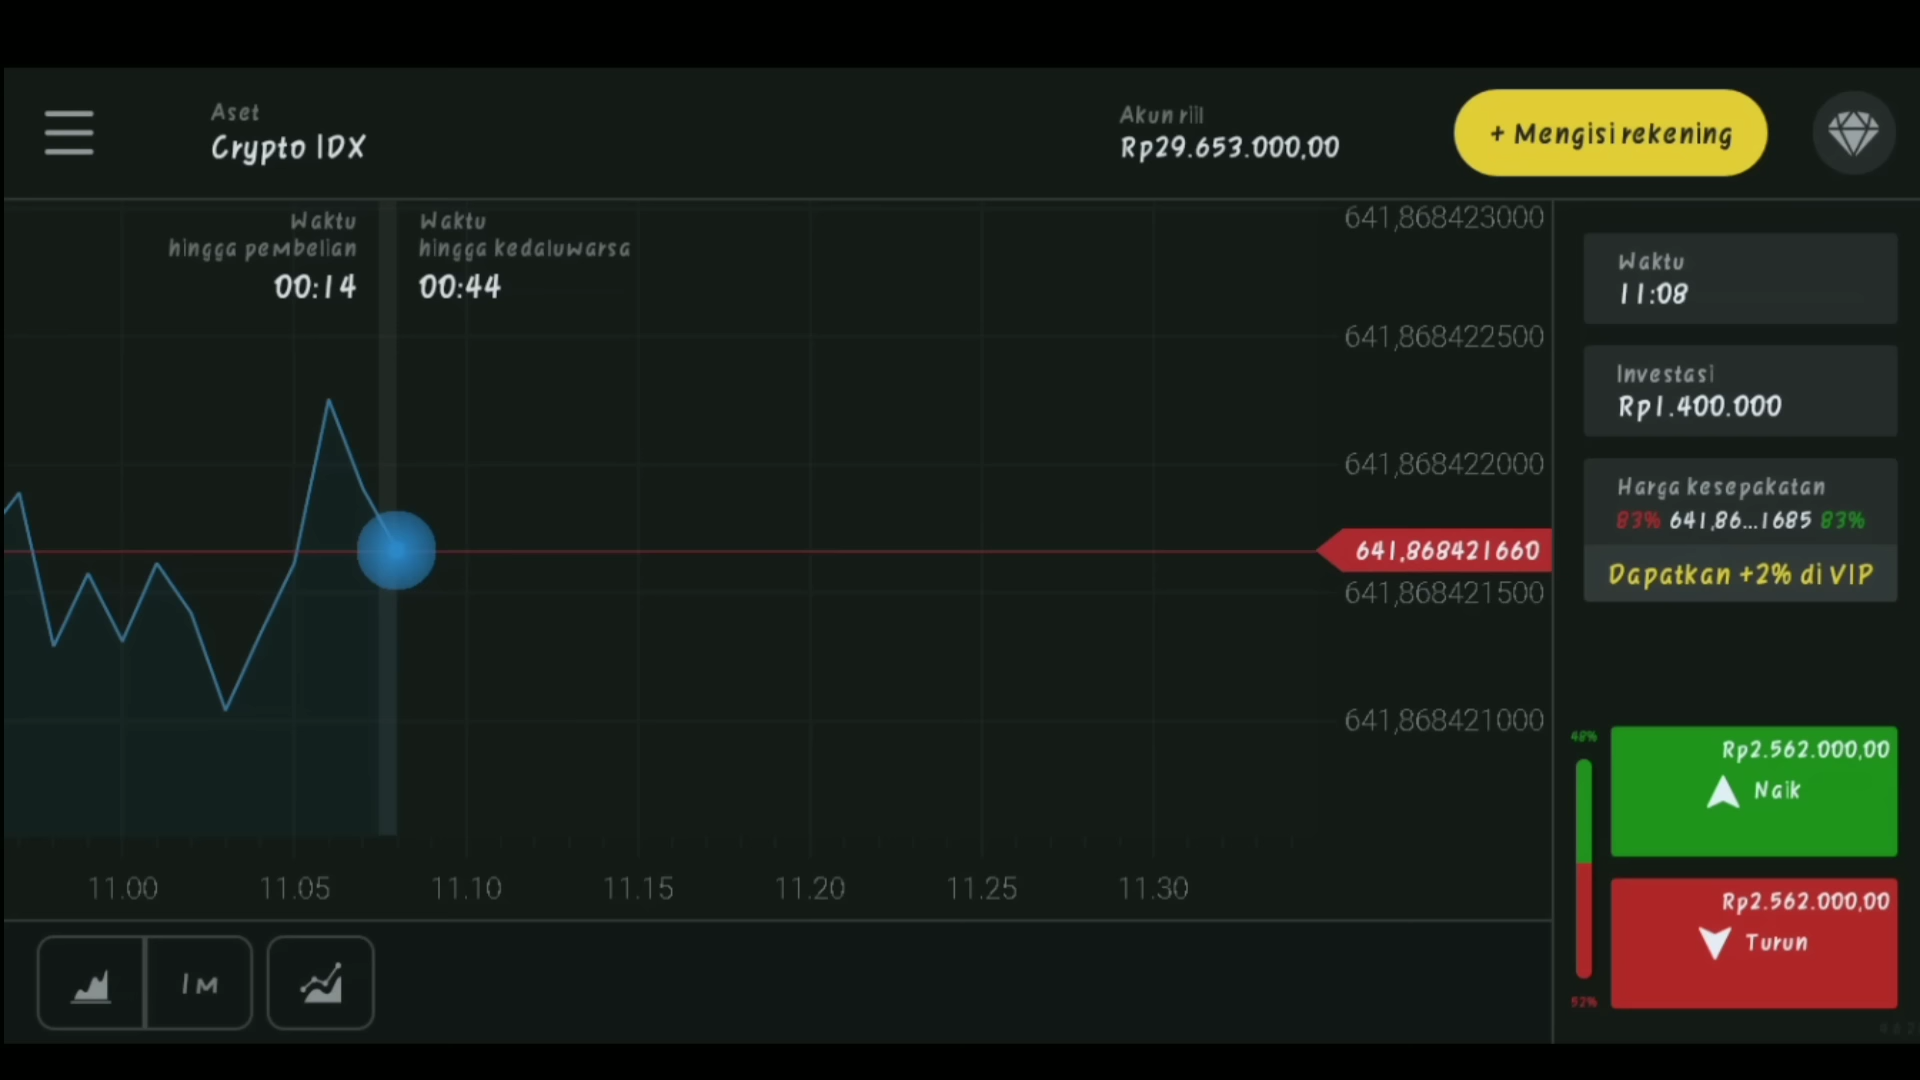 Aset
Crypto IDX
Akun riil
Rp29.653.000,00
+ Mengisi rekening
Waktu
hingga pembelian
00:14
Waktu
hingga kedaluwarsa
00:44
641,868423000
641,868422500
641,868422000
641.868421660
641,868421500
641,868421000
11.00
11.05
11.10
11.15
11.20
11.25
11.30
1M
Waktu
11:08
Investasi
Rp1.400.000
Harga kesepakatan
83% 641,86...1685 83%
Dapatkan +2% di VIP
48%
Rp2.562.000,00
Naik
Rp2.562.000,00
Turun
52%